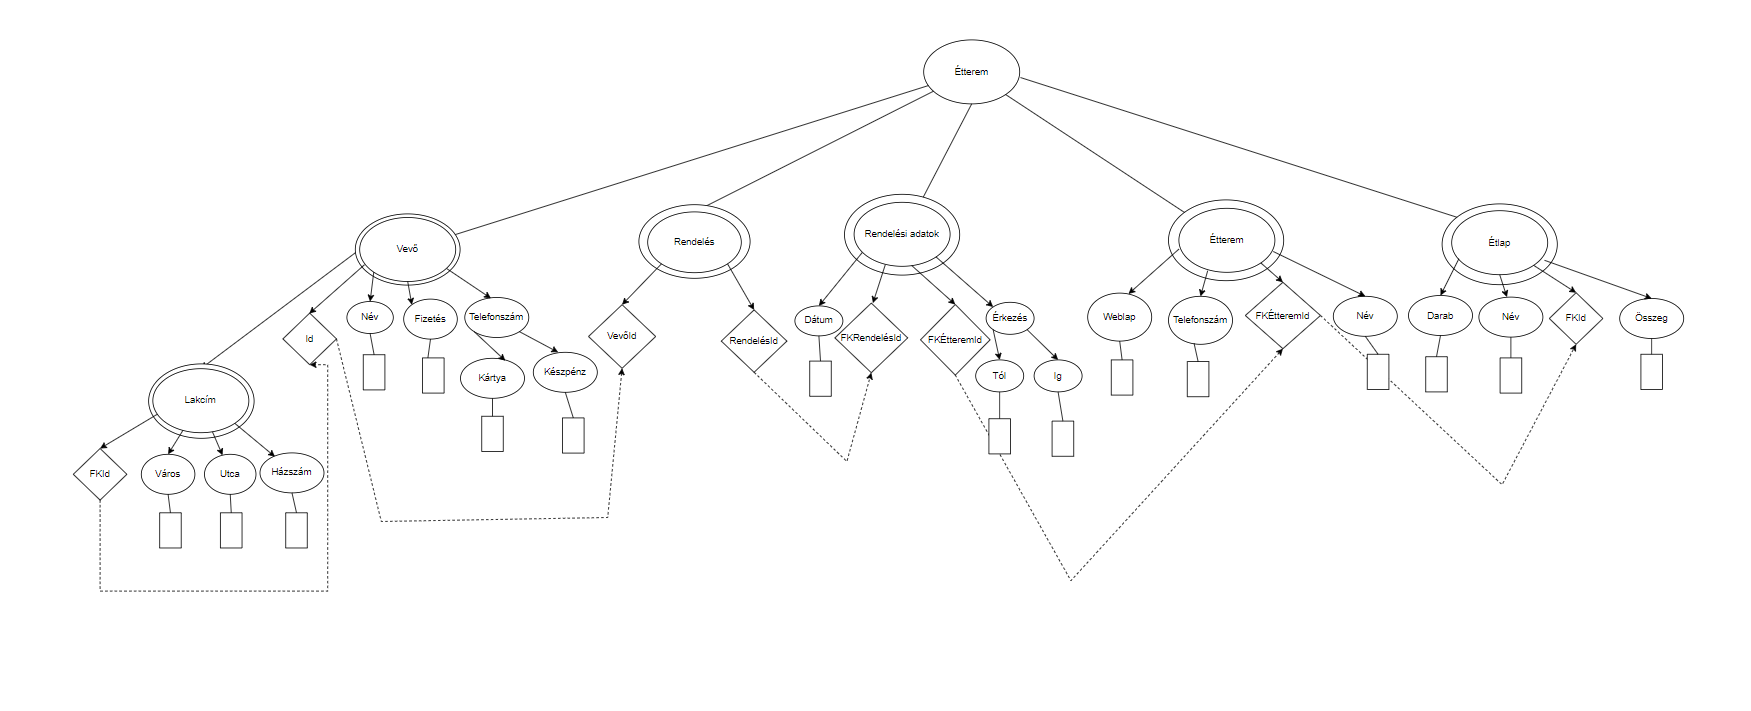 Étterem
Vevő
Rendelés
Rendelési adatok
Étterem
Étlap
Id
Név
Fizetés
Telefonszám
VevőId
RendelésId
Dátum
FKRendelésId
FKÉtteremId
Érkezés
Weblap
Telefonszám
FKÉtteremId
Név
Darab
Név
FKId
Összeg
Kártya
Készpénz
Tól
Ig
Lakcím
FKId
Város
Utca
Házszám